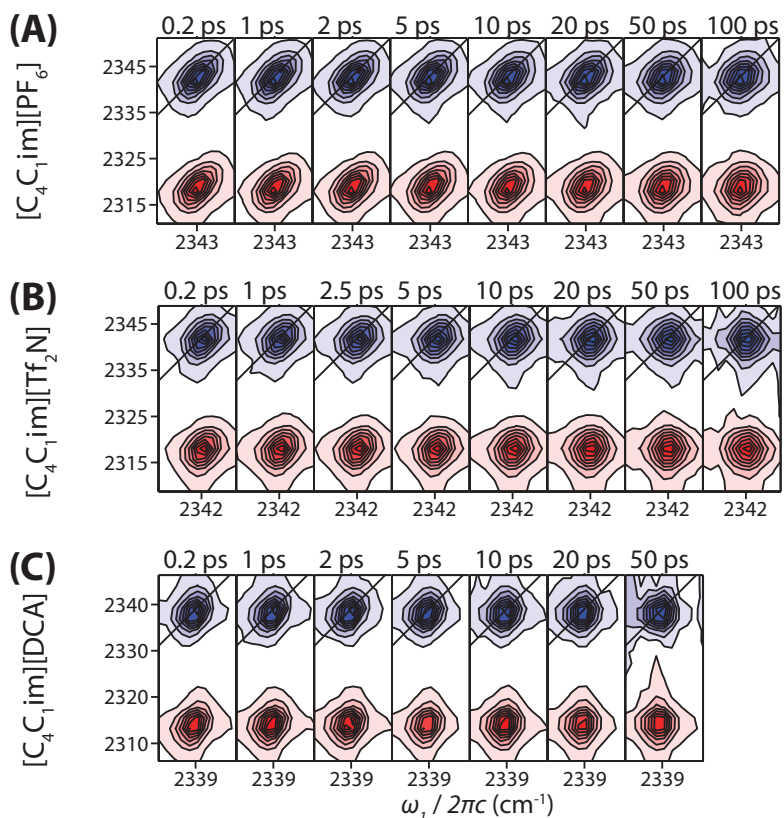 (A) 0.2 ps 1 ps 2 ps 5 ps 10 ps 20 ps 50 ps 100 ps
[C₄C₁im][PF₆]
2345
2335
2325
2315
2343 2343 2343 2343 2343 2343 2343 2343
(B) 0.2 ps 1 ps 2.5 ps 5 ps 10 ps 20 ps 50 ps 100 ps
[C₄C₁im][Tf₂N]
2345
2335
2325
2315
2342 2342 2342 2342 2342 2342 2342 2342
(C) 0.2 ps 1 ps 2 ps 5 ps 10 ps 20 ps 50 ps
[C₄C₁im][DCA]
2340
2330
2320
2310
2339 2339 2339 2339 2339 2339 2339
ω₁ / 2πc (cm⁻¹)